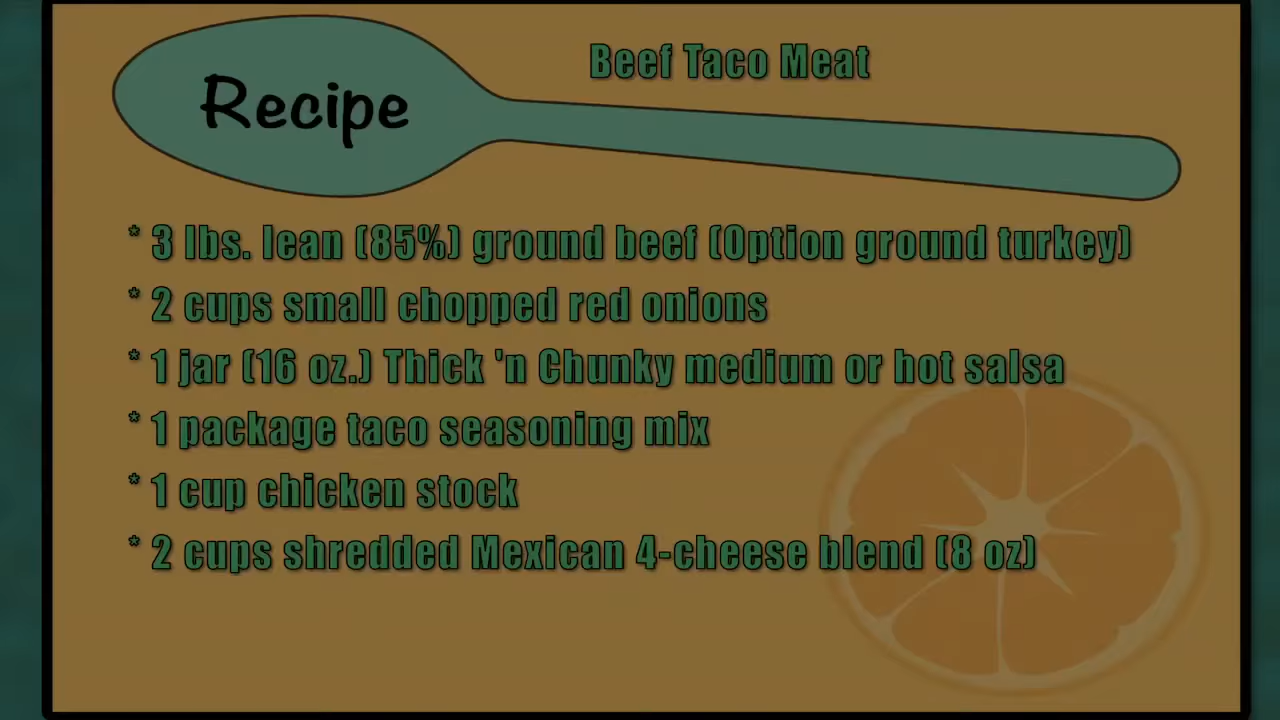 Beef Taco Meat
Recipe
* 3 lbs. lean (85%) ground beef (Option ground turkey)
* 2 cups small chopped red onions
* 1 jar (16 oz.) Thick 'n Chunky medium or hot salsa
* 1 package taco seasoning mix
* 1 cup chicken stock
* 2 cups shredded Mexican 4-cheese blend (8 oz)